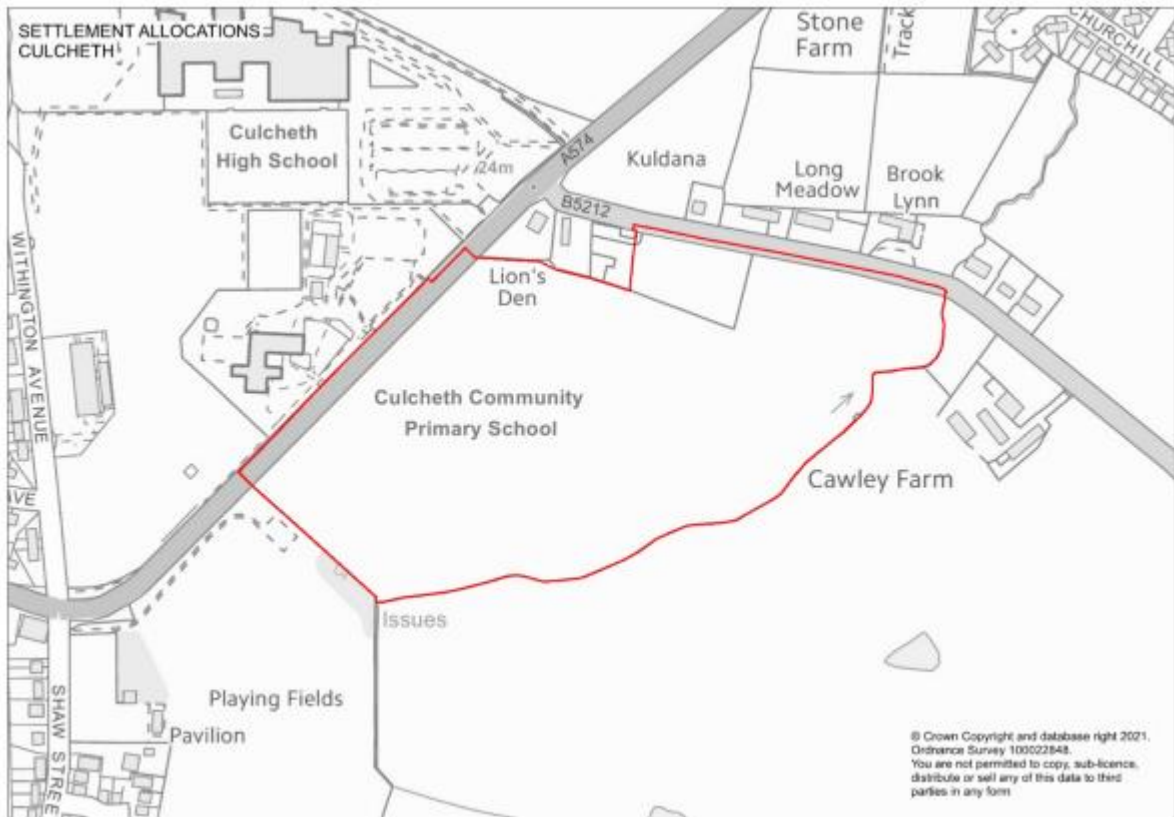 SETTLEMENT ALLOCATIONS
CULCHETH
Stone
Farm
Track
CHURCHILL
Culcheth
High School
24m
A574
Kuldana
Long
Meadow
Brook
Lynn
B5212
Lion's
Den
WITHINGTON AVENUE
Culcheth Community
Primary School
Cawley Farm
AVE
Issues
Playing Fields
Pavilion
SHAW STREE
© Crown Copyright and database right 2021.
Ordnance Survey 100022848.
You are not permitted to copy, sub-licence,
distribute or sell any of this data to third
parties in any form